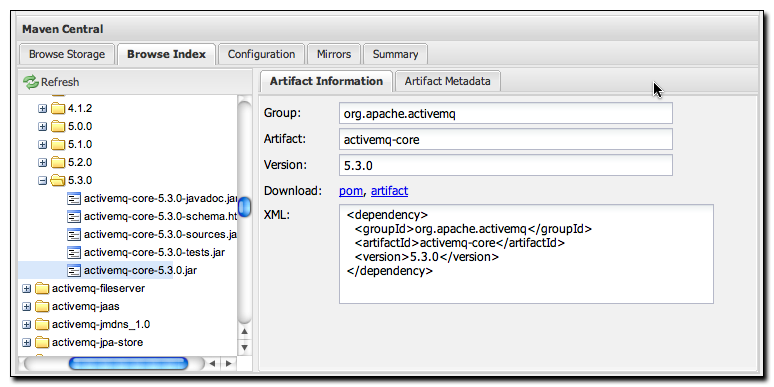 Maven Central
Browse Storage
Browse Index
Configuration
Mirrors
Summary
Refresh
4.1.2
5.0.0
5.1.0
5.2.0
5.3.0
activemq-core-5.3.0-javadoc.jar
activemq-core-5.3.0-schema.ht
activemq-core-5.3.0-sources.ja
activemq-core-5.3.0-tests.jar
activemq-core-5.3.0.jar
activemq-fileserver
activemq-jaas
activemq-jmdns_1.0
activemq-jpa-store
Artifact Information
Artifact Metadata
Group: org.apache.activemq
Artifact: activemq-core
Version: 5.3.0
Download: pom, artifact
XML: <dependency>
<groupId>org.apache.activemq</groupId>
<artifactId>activemq-core</artifactId>
<version>5.3.0</version>
</dependency>